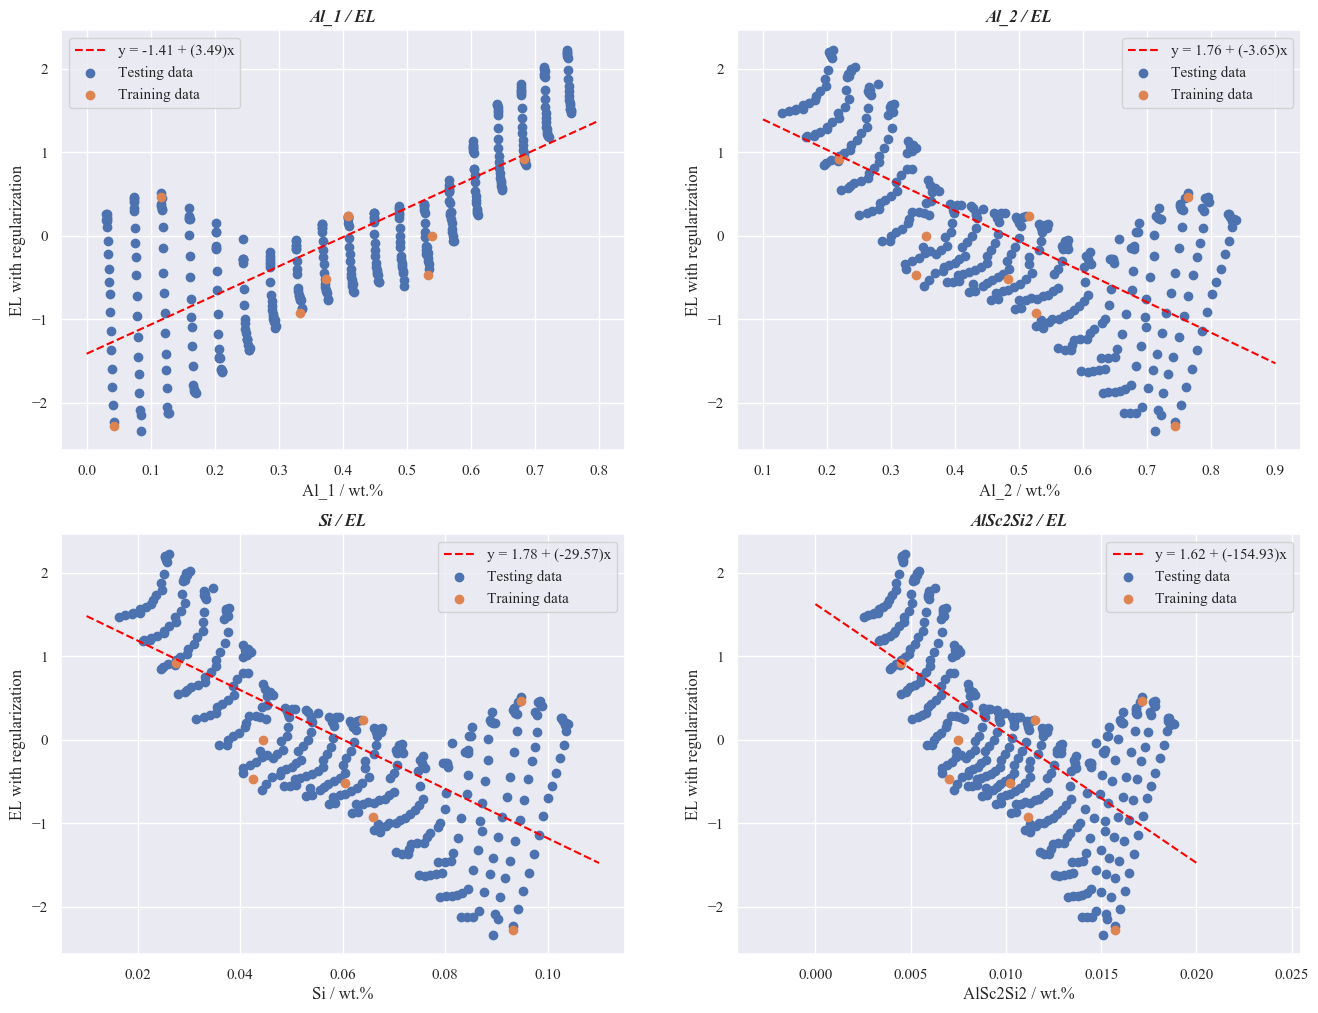 Al_1 / EL
y = -1.41 + (3.49)x
Testing data
Training data
EL with regularization
2
1
0
−1
−2
0.0 0.1 0.2 0.3 0.4 0.5 0.6 0.7 0.8
Al_1 / wt.%
Al_2 / EL
y = 1.76 + (-3.65)x
Testing data
Training data
EL with regularization
2
1
0
−1
−2
0.1 0.2 0.3 0.4 0.5 0.6 0.7 0.8 0.9
Al_2 / wt.%
Si / EL
y = 1.78 + (-29.57)x
Testing data
Training data
EL with regularization
2
1
0
−1
−2
0.02 0.04 0.06 0.08 0.10
Si / wt.%
AlSc2Si2 / EL
y = 1.62 + (-154.93)x
Testing data
Training data
EL with regularization
2
1
0
−1
−2
0.000 0.005 0.010 0.015 0.020 0.025
AlSc2Si2 / wt.%